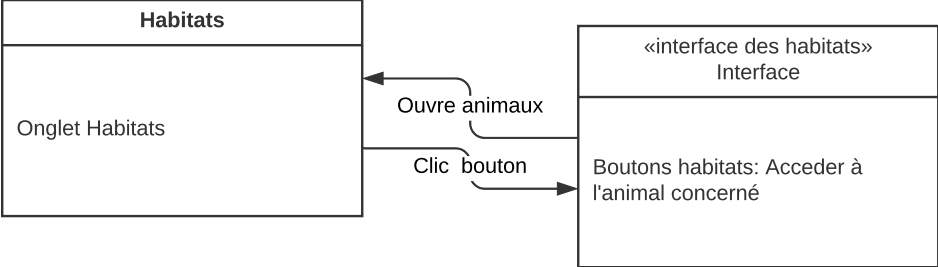 Habitats
Onglet Habitats
Ouvre animaux
Clic bouton
«interface des habitats»
Interface
Boutons habitats: Acceder à
l'animal concerné